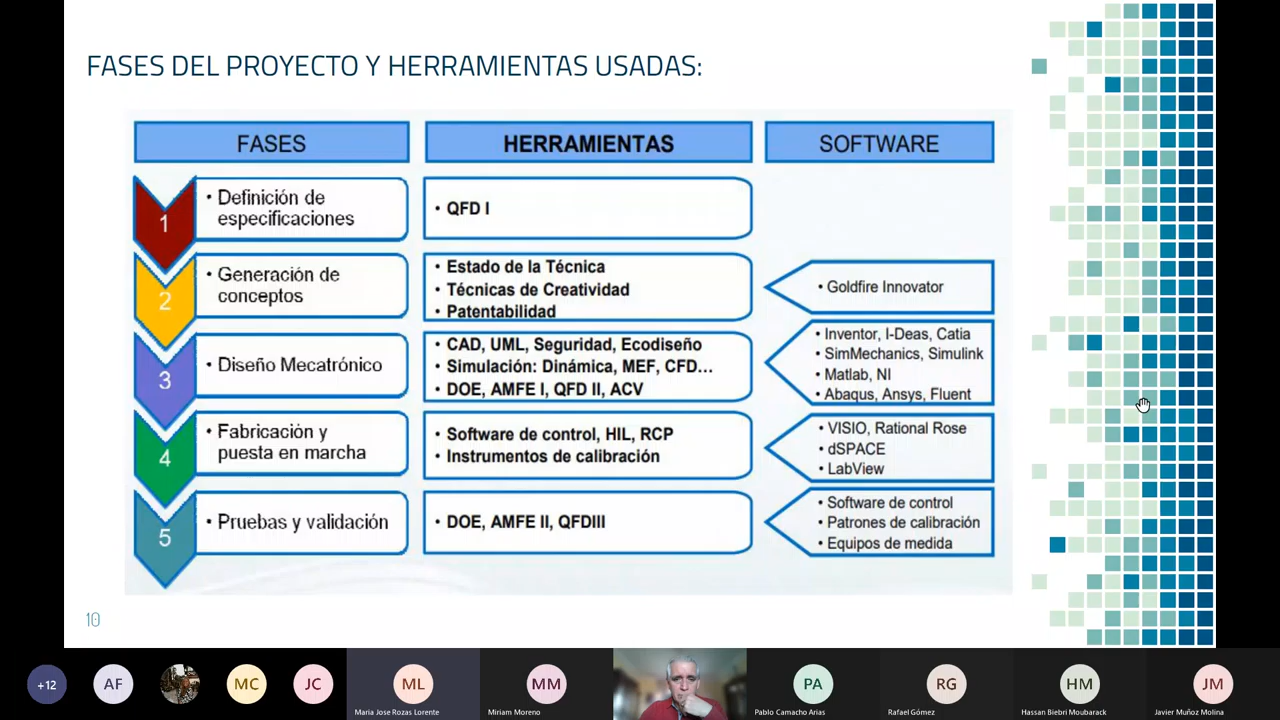 FASES DEL PROYECTO Y HERRAMIENTAS USADAS:
FASES
HERRAMIENTAS
SOFTWARE
1
• Definición de
especificaciones
• QFD I
2
• Generación de
conceptos
• Estado de la Técnica
• Técnicas de Creatividad
• Patentabilidad
• Goldfire Innovator
3
• Diseño Mecatrónico
• CAD, UML, Seguridad, Ecodiseño
• Simulación: Dinámica, MEF, CFD…
• DOE, AMFE I, QFD II, ACV
• Inventor, I-Deas, Catia
• SimMechanics, Simulink
• Matlab, NI
• Abaqus, Ansys, Fluent
4
• Fabricación y
puesta en marcha
• Software de control, HIL, RCP
• Instrumentos de calibración
• VISIO, Rational Rose
• dSPACE
• LabView
5
• Pruebas y validación
• DOE, AMFE II, QFDIII
• Software de control
• Patrones de calibración
• Equipos de medida
10
+12
AF
MC
JC
ML
Maria Jose Rozas Lorente
MM
Miriam Moreno
PA
Pablo Camacho Arias
RG
Rafael Gómez
HM
Hassan Biebri Moubarack
JM
Javier Muñoz Molina